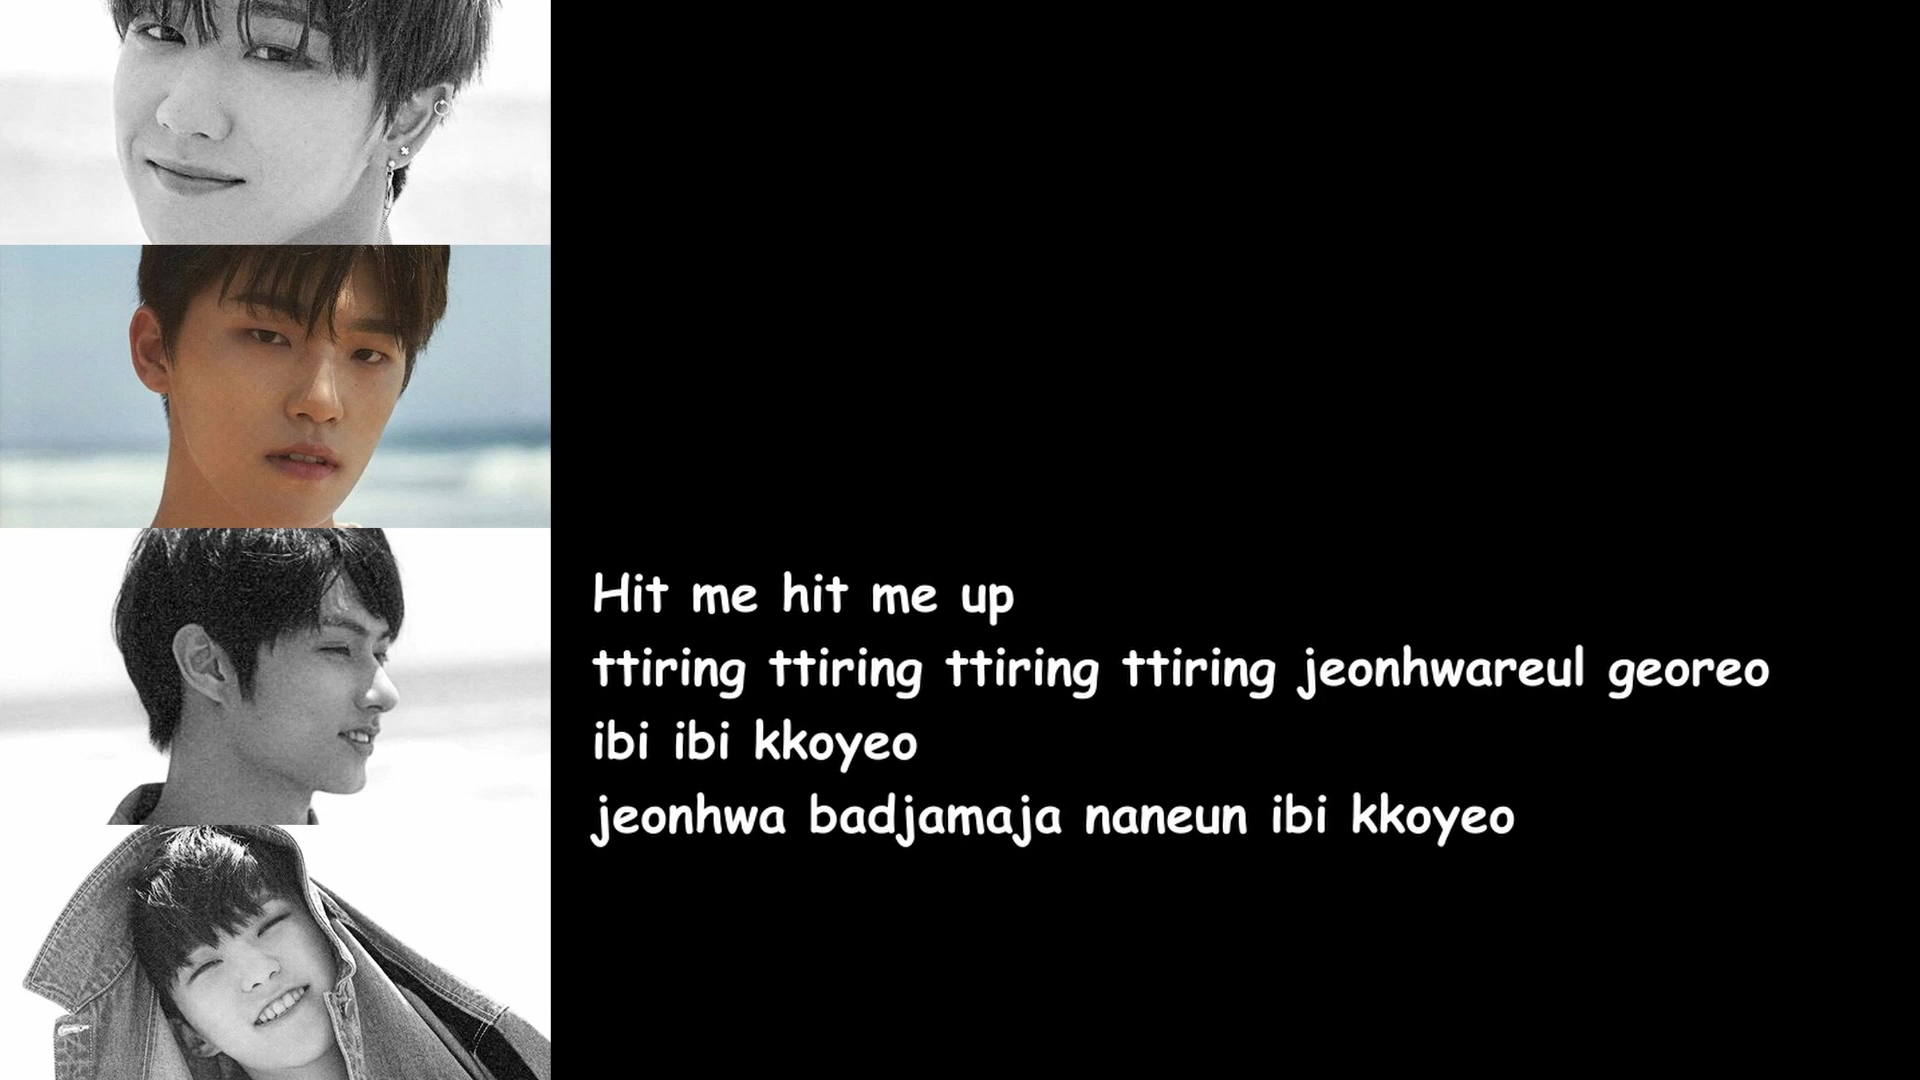 Hit me hit me up
ttiring ttiring ttiring ttiring jeonhwareul georeo
ibi ibi kkoyeo
jeonhwa badjamaja naneun ibi kkoyeo